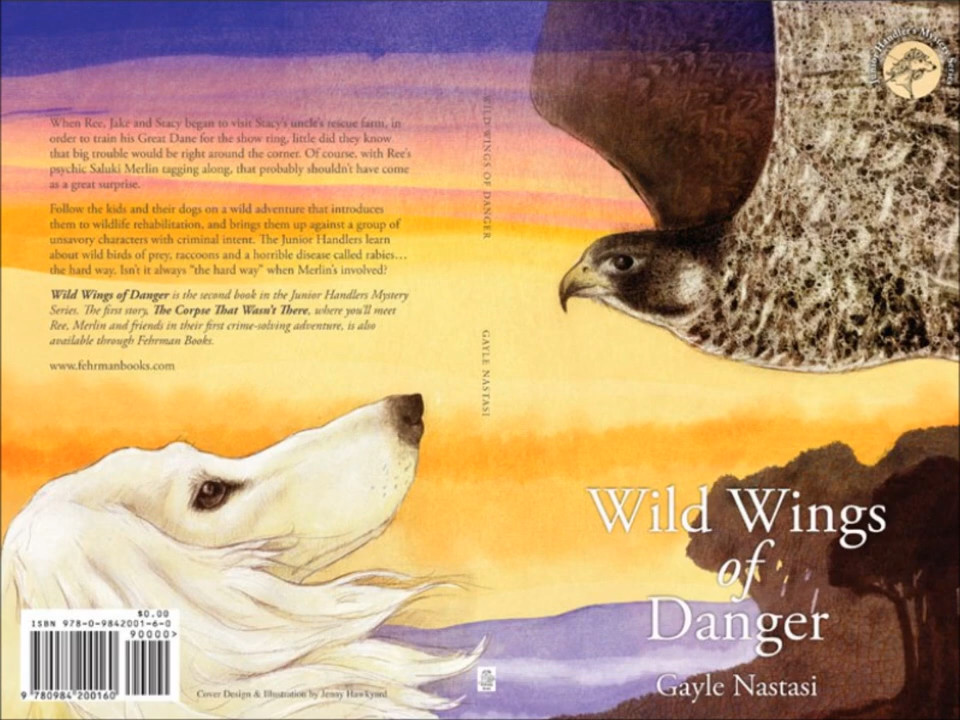 When Ree, Jake and Stacy began to visit Stacy's uncle's rescue farm, in
order to train his Great Dane for the show ring, little did they know
that big trouble would be right around the corner. Of course, with Ree's
psychic Saluki Merlin tagging along, that probably shouldn't have come
as a great surprise.
Follow the kids and their dogs on a wild adventure that introduces
them to wildlife rehabilitation, and brings them up against a group of
unsavory characters with criminal intent. The Junior Handlers learn
about wild birds of prey, raccoons and a horrible disease called rabies…
the hard way. Isn't it always "the hard way" when Merlin's involved?
Wild Wings of Danger is the second book in the Junior Handlers Mystery
Series. The first story, The Corpse That Wasn't There, where you'll meet
Ree, Merlin and friends in their first crime-solving adventure, is also
available through Fehrman Books.
www.fehrmanbooks.com
$0.00
ISBN 978-0-9842001-6-0
90000>
9 780984 200160
Cover Design & Illustration by Jenny Hawkyard
WILD WINGS OF DANGER
GAYLE NASTASI
Junior Handler's Mystery Series
Wild Wings
of
Danger
Gayle Nastasi